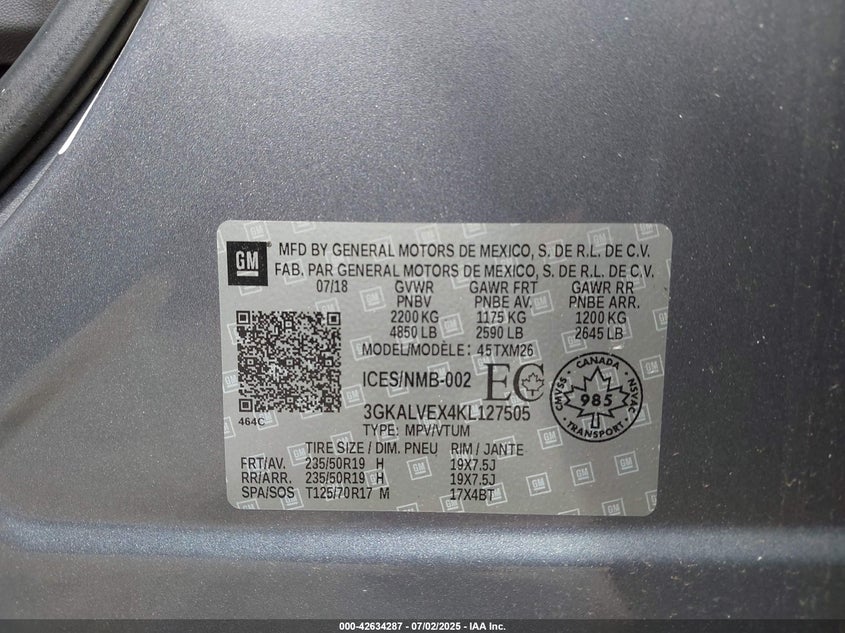 GM
MFD BY GENERAL MOTORS DE MEXICO, S. DE R.L. DE C.V.
FAB. PAR GENERAL MOTORS DE MEXICO, S. DE R.L. DE C.V.
07/18 GVWR GAWR FRT GAWR RR
PNBV PNBE AV. PNBE ARR.
2200 KG 1175 KG 1200 KG
4850 LB 2590 LB 2645 LB
MODEL/MODÈLE: 45TXM26
ICES/NMB-002 EC
CANADA
CMVSS 985 NSVAC
TRANSPORT
464C
3GKALVEX4KL127505
TYPE: MPV/VTUM
TIRE SIZE / DIM. PNEU RIM / JANTE
FRT/AV. 235/50R19 H 19X7.5J
RR/ARR. 235/50R19 H 19X7.5J
SPA/SOS T125/70R17 M 17X4BT
000-42634287 - 07/02/2025 - IAA Inc.